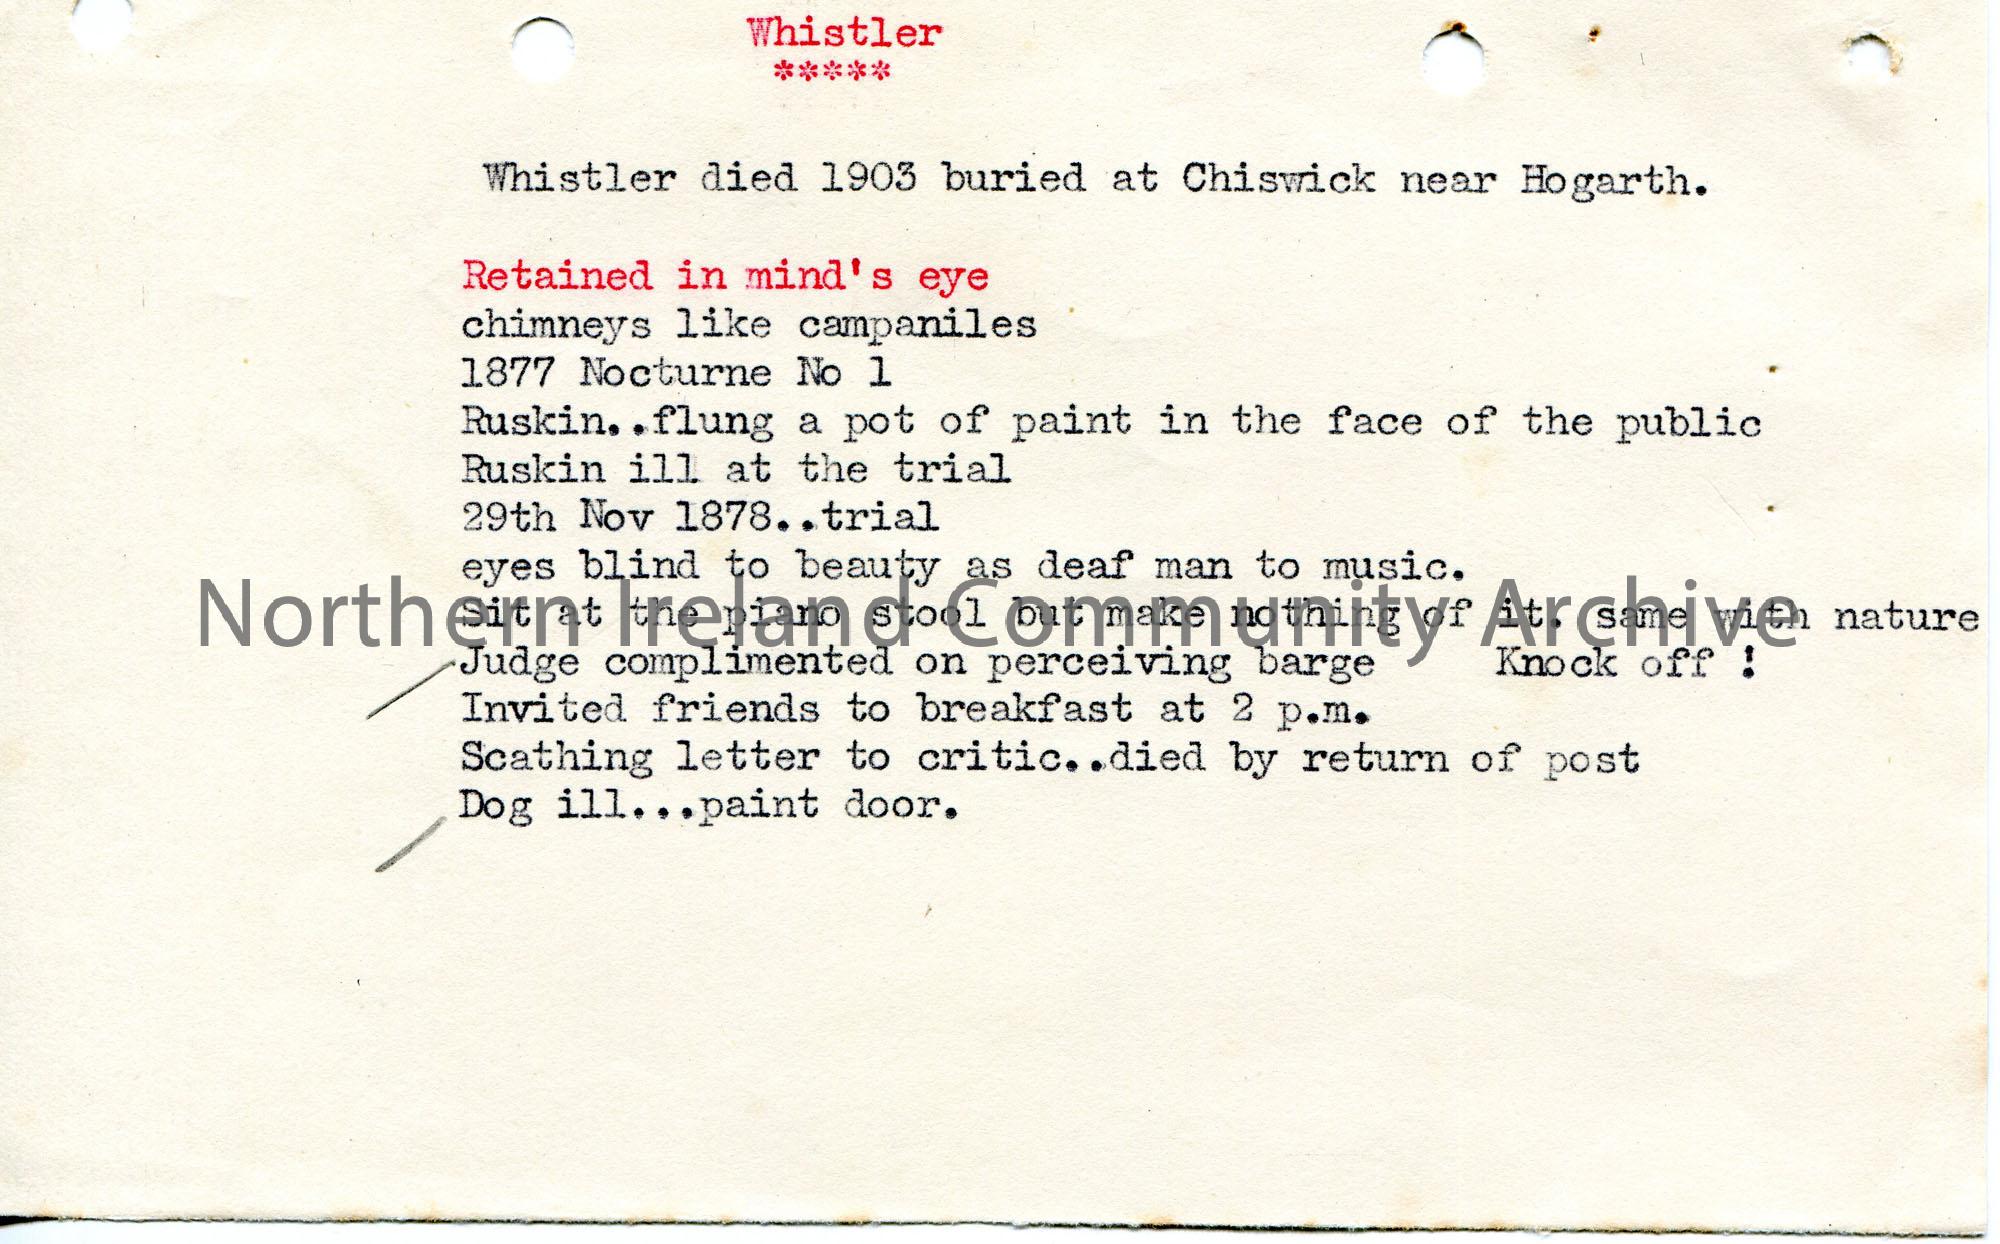 Whistler
*****
Whistler died 1903 buried at Chiswick near Hogarth.
Retained in mind's eye
chimneys like campaniles
1877 Nocturne No 1
Ruskin..flung a pot of paint in the face of the public
Ruskin ill at the trial
29th Nov 1878..trial
eyes blind to beauty as deaf man to music.
Sit at the piano stool but make nothing of it. same with nature
Northern Ireland Community Archive
Judge complimented on perceiving barge     Knock off !
Invited friends to breakfast at 2 p.m.
Scathing letter to critic..died by return of post
Dog ill...paint door.